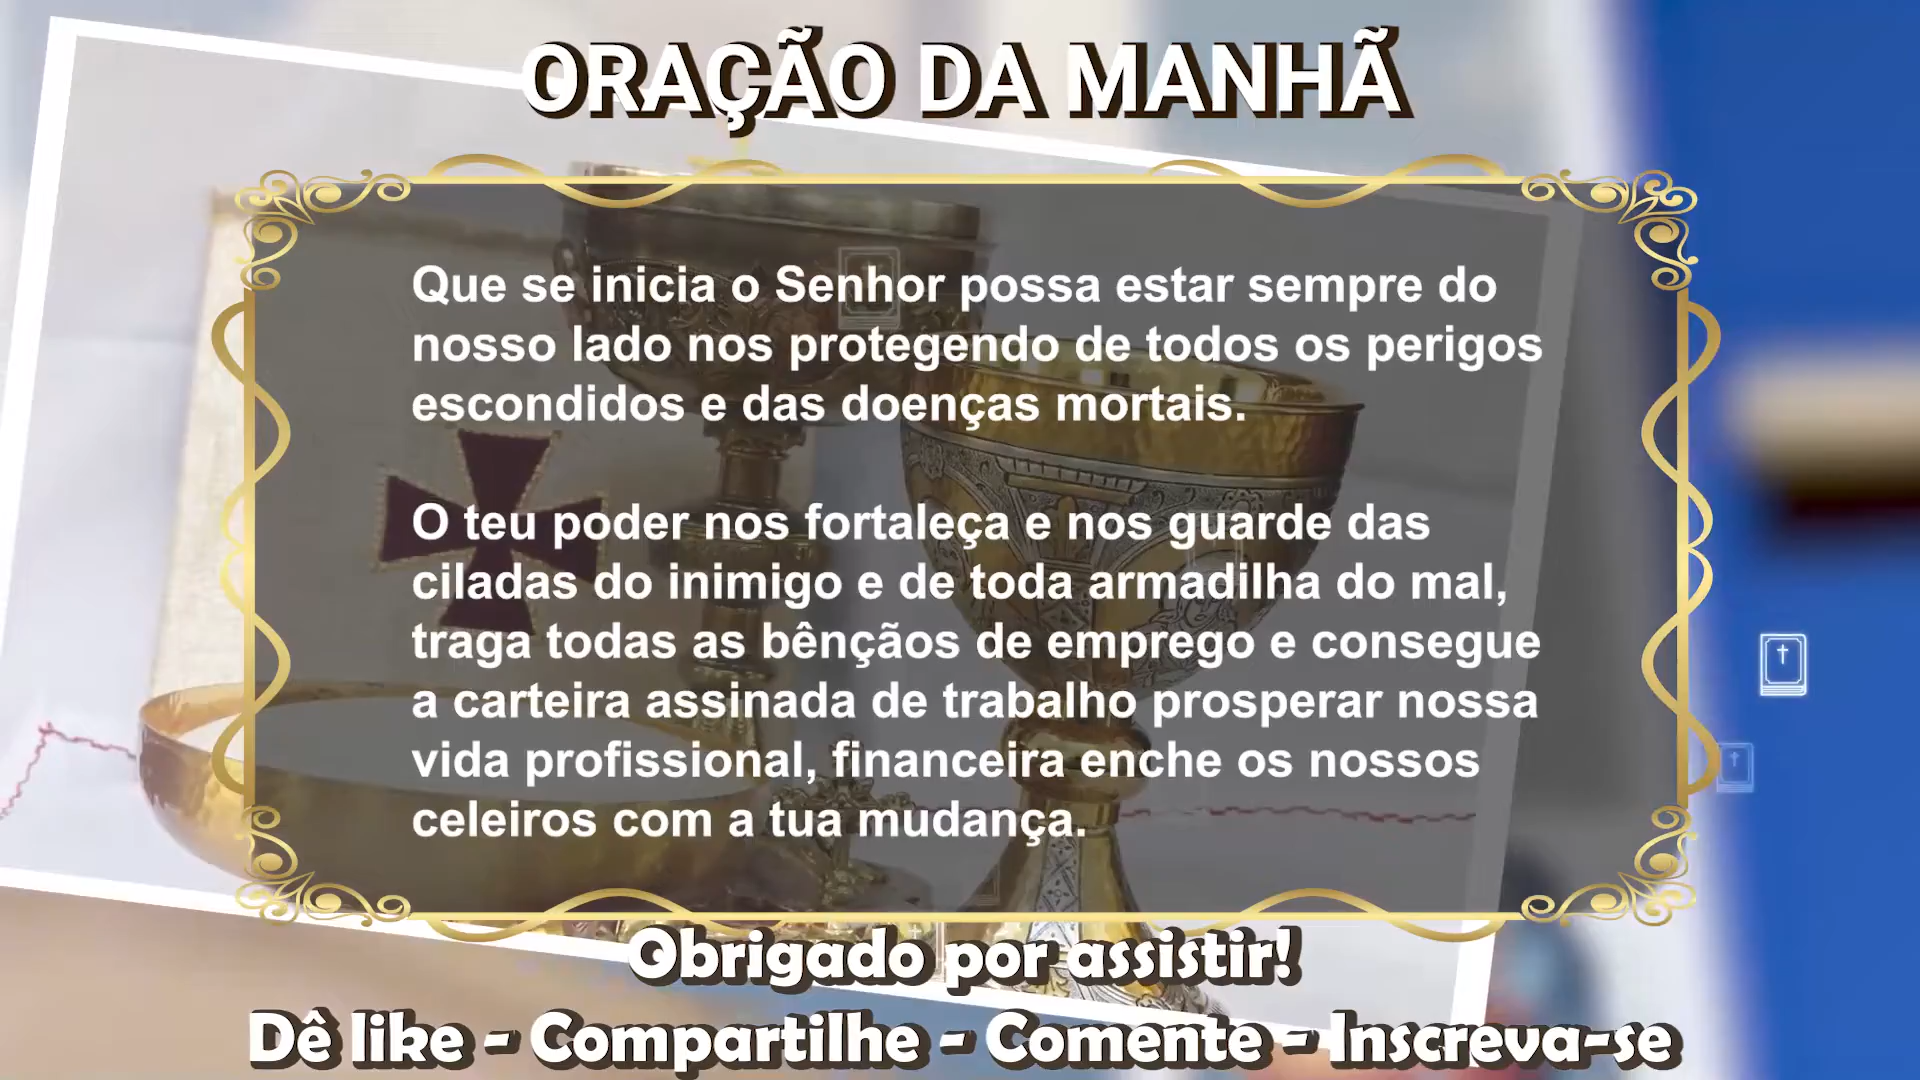 ORAÇÃO DA MANHÃ
Que se inicia o Senhor possa estar sempre do
nosso lado nos protegendo de todos os perigos
escondidos e das doenças mortais.
O teu poder nos fortaleça e nos guarde das
ciladas do inimigo e de toda armadilha do mal,
traga todas as bênçãos de emprego e consegue
a carteira assinada de trabalho prosperar nossa
vida profissional, financeira enche os nossos
celeiros com a tua mudança.
Obrigado por assistir!
Dê like - Compartilhe - Comente - Inscreva-se